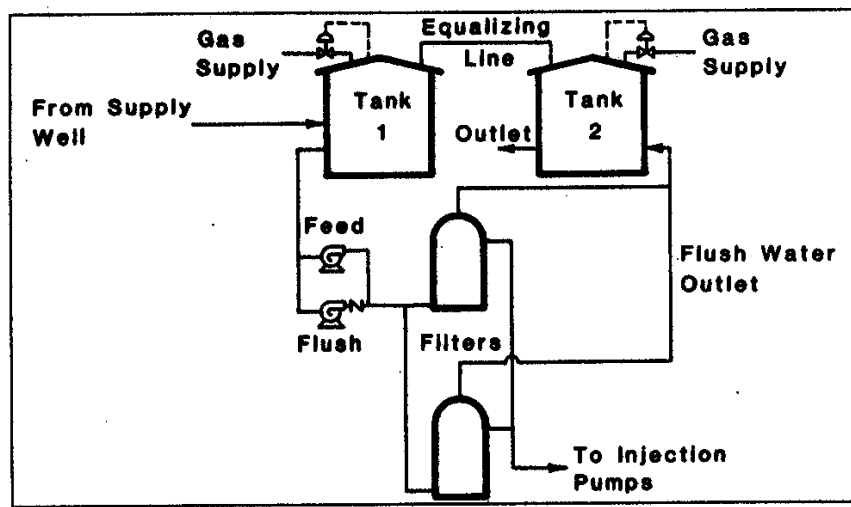 Gas
Supply
Equalizing
Line
Gas
Supply
From Supply
Well
Tank
1
Outlet
Tank
2
Feed
Flush
Filters
Flush Water
Outlet
To Injection
Pumps